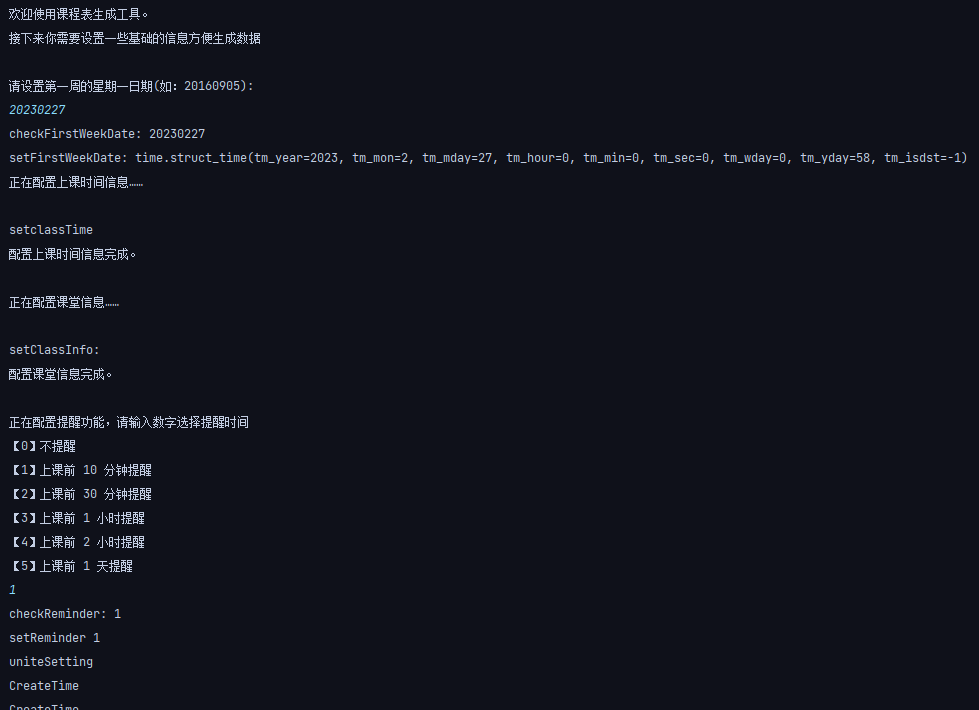 欢迎使用课程表生成工具。
接下来你需要设置一些基础的信息方便生成数据
请设置第一周的星期一日期(如：20160905):
20230227
checkFirstWeekDate: 20230227
setFirstWeekDate: time.struct_time(tm_year=2023, tm_mon=2, tm_mday=27, tm_hour=0, tm_min=0, tm_sec=0, tm_wday=0, tm_yday=58, tm_isdst=-1)
正在配置上课时间信息……
setclassTime
配置上课时间信息完成。
正在配置课堂信息……
setClassInfo:
配置课堂信息完成。
正在配置提醒功能，请输入数字选择提醒时间
【0】不提醒
【1】上课前 10 分钟提醒
【2】上课前 30 分钟提醒
【3】上课前 1 小时提醒
【4】上课前 2 小时提醒
【5】上课前 1 天提醒
1
checkReminder: 1
setReminder 1
uniteSetting
CreateTime
CreateTime